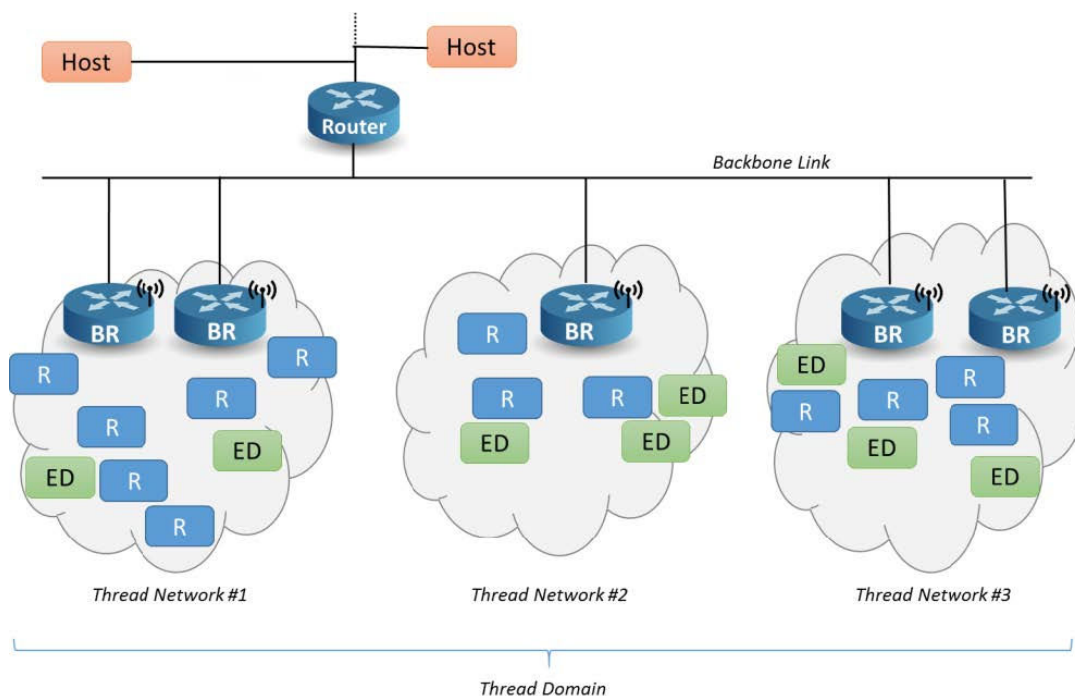 Host
Host
Router
Backbone Link
BR
BR
BR
BR
BR
R
R
R
R
R
R
ED
ED
R
R
R
ED
ED
ED
ED
R
R
R
R
ED
ED
Thread Network #1
Thread Network #2
Thread Network #3
Thread Domain